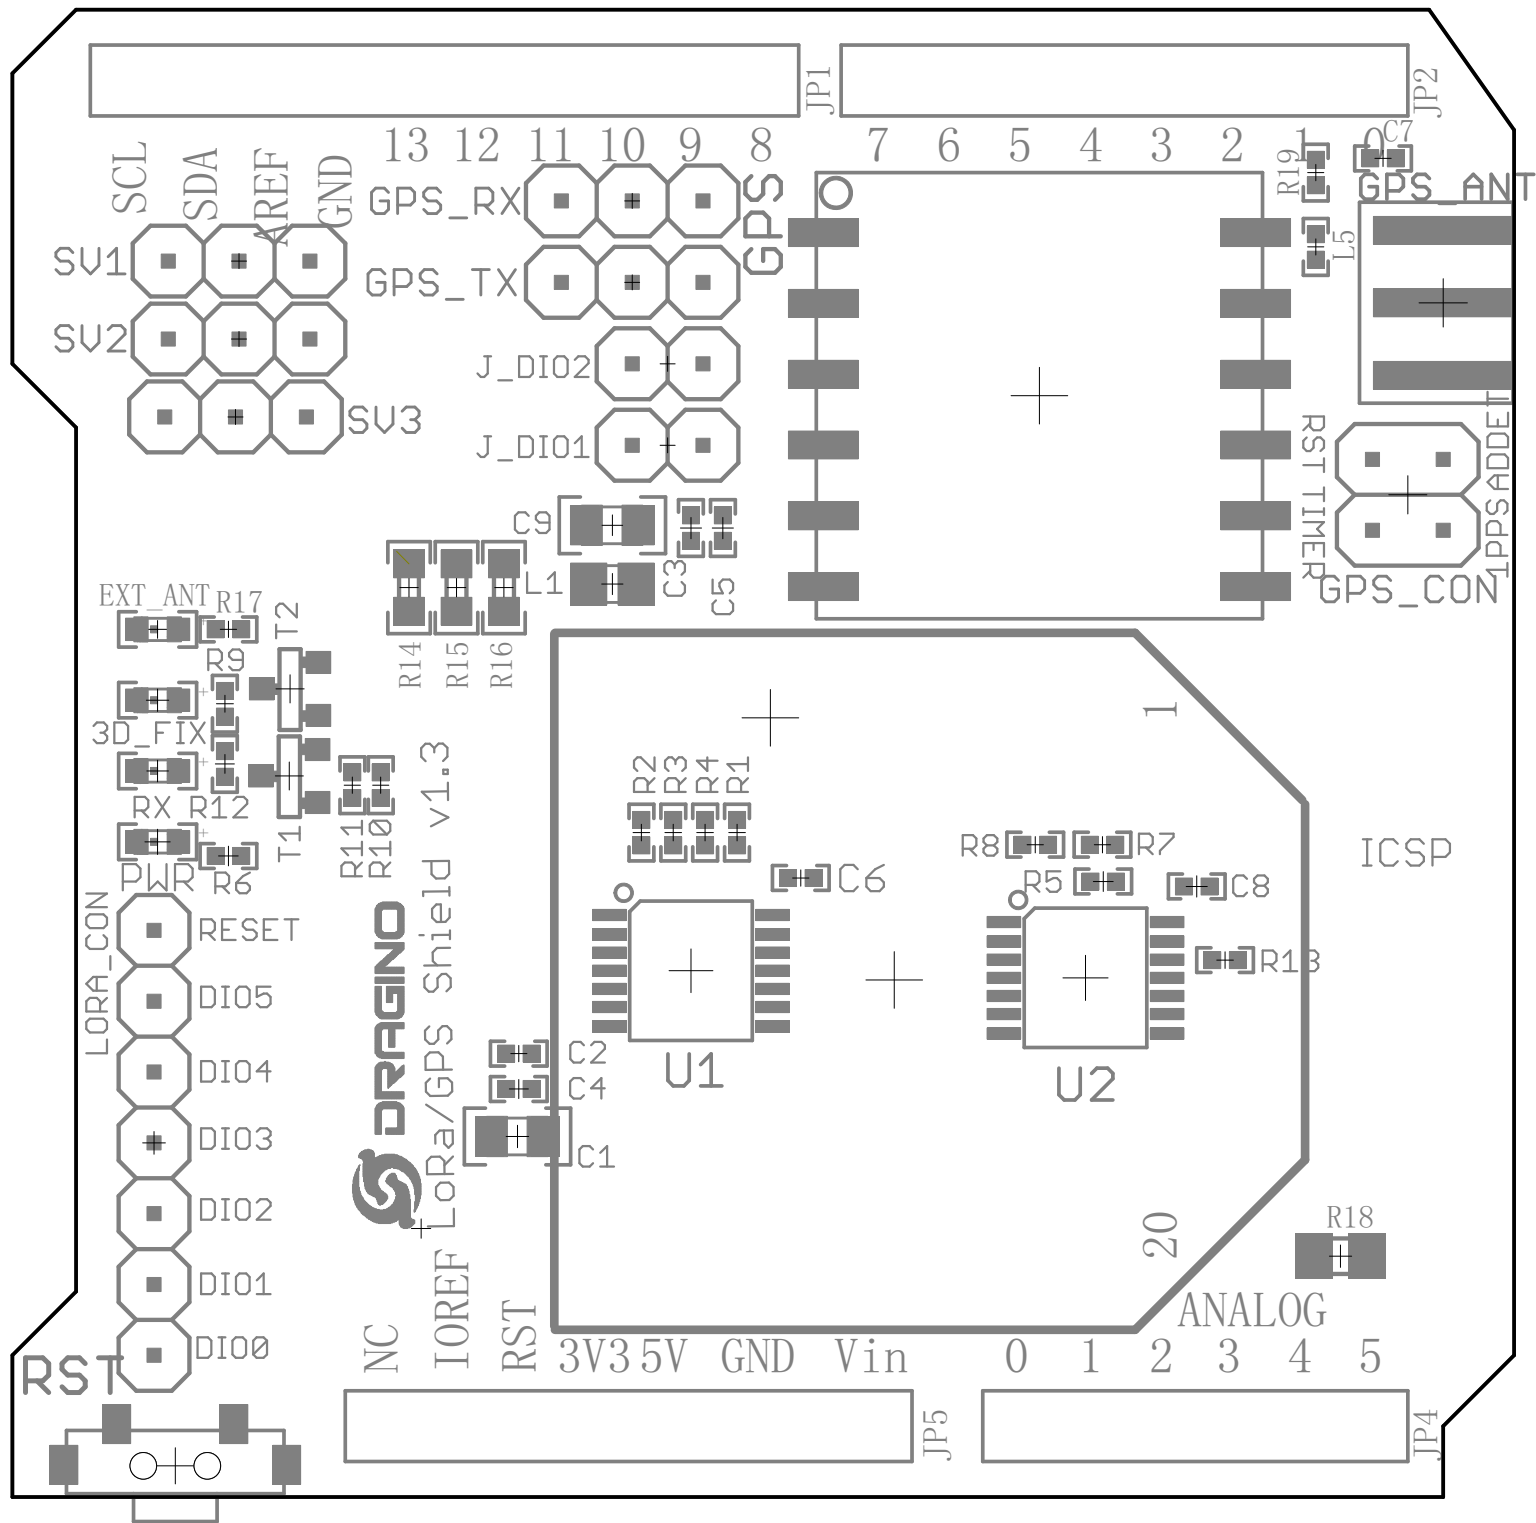 JP1
JP2
SCL
SDA
AREF
GND
13 12 11 10 9 8
7 6 5 4 3 2 1 0
C7
R19
GPS_ANT
GPS_RX
GPS
SV1
GPS_TX
L5
SV2
J_DIO2
SV3
J_DIO1
RST TIMER
1PPSADDET
C9
L1
C3
C5
GPS_CON
EXT_ANT
R17
T2
R9
R14
R15
R16
3D_FIX
1
RX
R12
T1
R11
R10
R2
R3
R4
R1
PWR
R6
R8
R7
ICSP
C6
R5
C8
LORA_CON
RESET
R13
DIO5
DRAGINO
LoRa/GPS Shield v1.3
DIO4
C2
U1
C4
U2
DIO3
C1
DIO2
20
R18
DIO1
ANALOG
DIO0
RST
NC
IOREF
RST
3V3 5V GND Vin
0 1 2 3 4 5
JP5
JP4